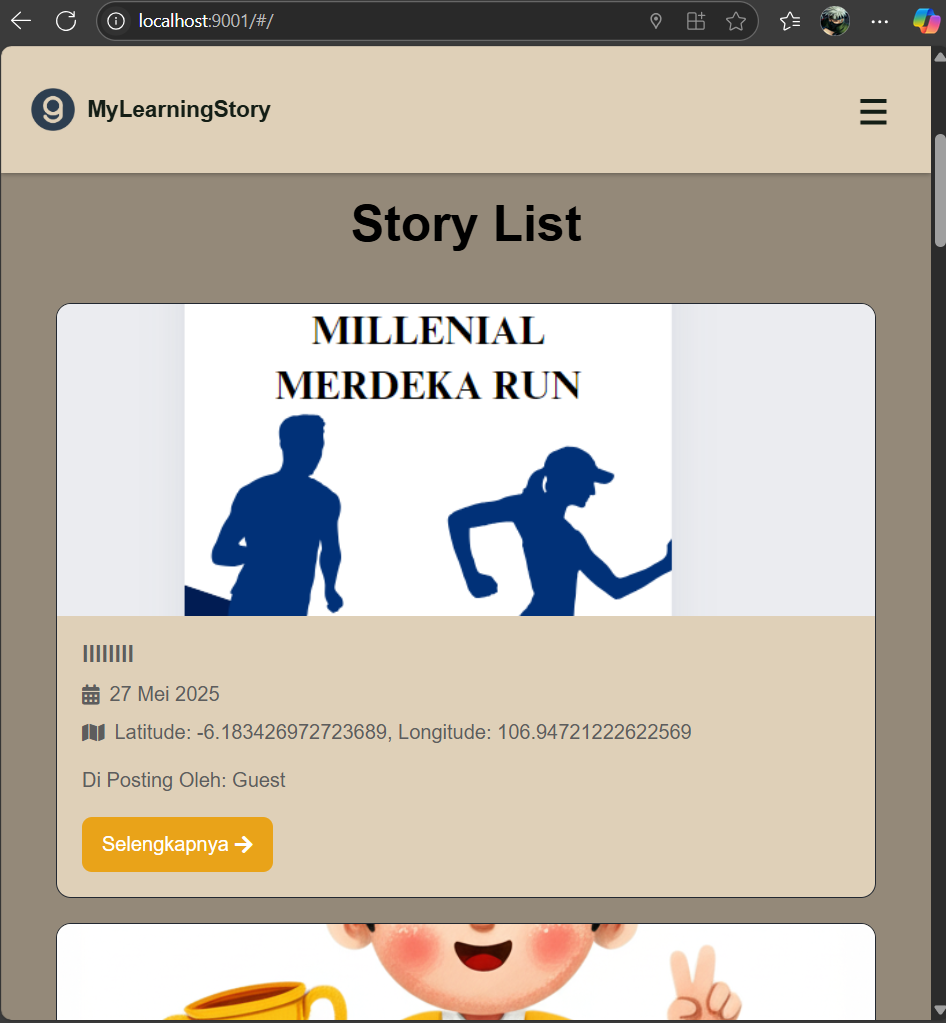 localhost:9001/#/
g MyLearningStory
Story List
MILLENIAL
MERDEKA RUN
llllllll
27 Mei 2025
Latitude: -6.183426972723689, Longitude: 106.94721222622569
Di Posting Oleh: Guest
Selengkapnya